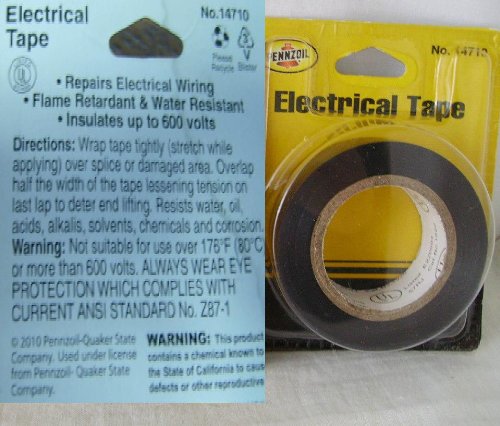 Electrical
Tape
No.14710
Please
Recycle
Blister
UL
• Repairs Electrical Wiring
• Flame Retardant & Water Resistant
• Insulates up to 600 volts
Directions: Wrap tape tightly (stretch while
applying) over splice or damaged area. Overlap
half the width of the tape lessening tension on
last lap to deter end lifting. Resists water, oil,
acids, alkalis, solvents, chemicals and corrosion.
Warning: Not suitable for use over 176°F (80°C)
or more than 600 volts. ALWAYS WEAR EYE
PROTECTION WHICH COMPLIES WITH
CURRENT ANSI STANDARD No. Z87-1
© 2010 Pennzoil-Quaker State
Company. Used under license
from Pennzoil- Quaker State
Company.
WARNING: This product
contains a chemical known to
the State of California to cause
defects or other reproductive
PENNZOIL
No. 14710
Electrical Tape
UL